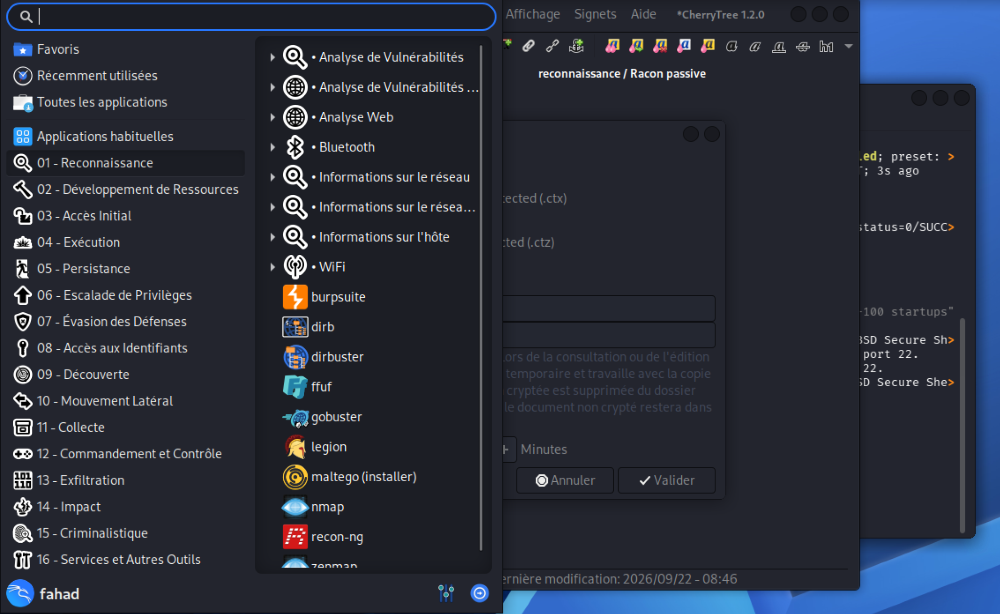 Favoris
Récemment utilisées
Toutes les applications
Applications habituelles
01 - Reconnaissance
02 - Développement de Ressources
03 - Accès Initial
04 - Exécution
05 - Persistance
06 - Escalade de Privilèges
07 - Évasion des Défenses
08 - Accès aux Identifiants
09 - Découverte
10 - Mouvement Latéral
11 - Collecte
12 - Commandement et Contrôle
13 - Exfiltration
14 - Impact
15 - Criminalistique
16 - Services et Autres Outils
fahad
• Analyse de Vulnérabilités
• Analyse de Vulnérabilités ...
• Analyse Web
• Bluetooth
• Informations sur le réseau
• Informations sur le résea...
• Informations sur l'hôte
• WiFi
burpsuite
dirb
dirbuster
ffuf
gobuster
legion
maltego (installer)
nmap
recon-ng
zenmap
Affichage Signets Aide *CherryTree 1.2.0
h1
reconnaissance / Racon passive
tected (.ctx)
cted (.ctz)
lors de la consultation ou de l'édition
temporaire et travaille avec la copie
cryptée est supprimée du dossier
le document non crypté restera dans
+ Minutes
Annuler Valider
ernière modification: 2026/09/22 - 08:46
led; preset: >
; 3s ago
status=0/SUCC>
-100 startups"
BSD Secure Sh>
port 22.
22.
SD Secure She>